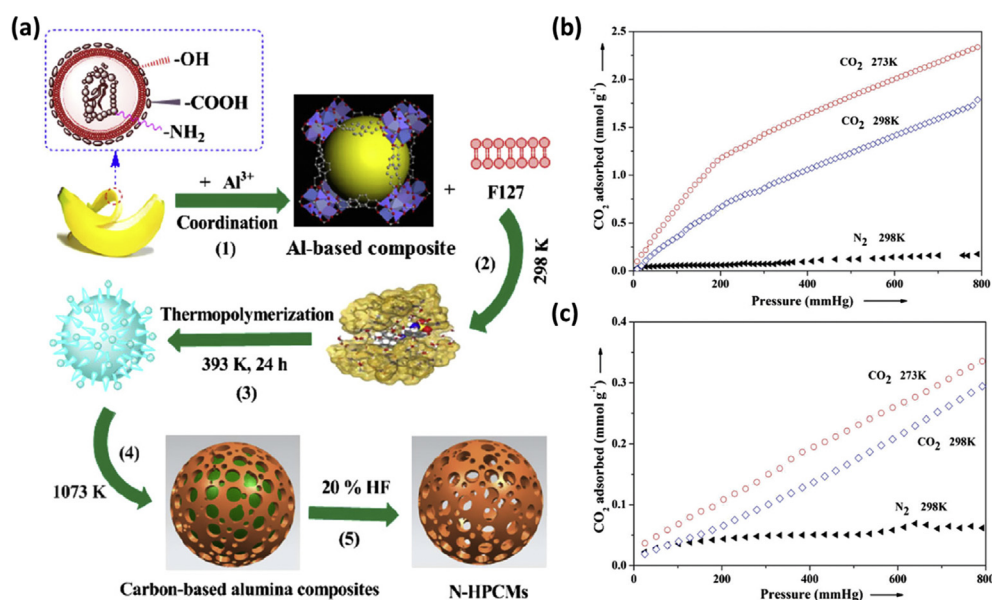 (a)
-OH
-COOH
-NH2
+ Al3+
Coordination
(1)
Al-based composite
+
F127
(2)
298 K
Thermopolymerization
393 K, 24 h
(3)
(4)
1073 K
20 % HF
(5)
Carbon-based alumina composites
N-HPCMs
(b)
CO2 adsorbed (mmol g-1)
2.5
2.0
1.5
1.0
0.5
0.0
CO2 273K
CO2 298K
N2 298K
0 200 400 600 800
Pressure (mmHg)
(c)
CO2 adsorbed (mmol g-1)
0.4
0.3
0.2
0.1
0.0
CO2 273K
CO2 298K
N2 298K
0 200 400 600 800
Pressure (mmHg)